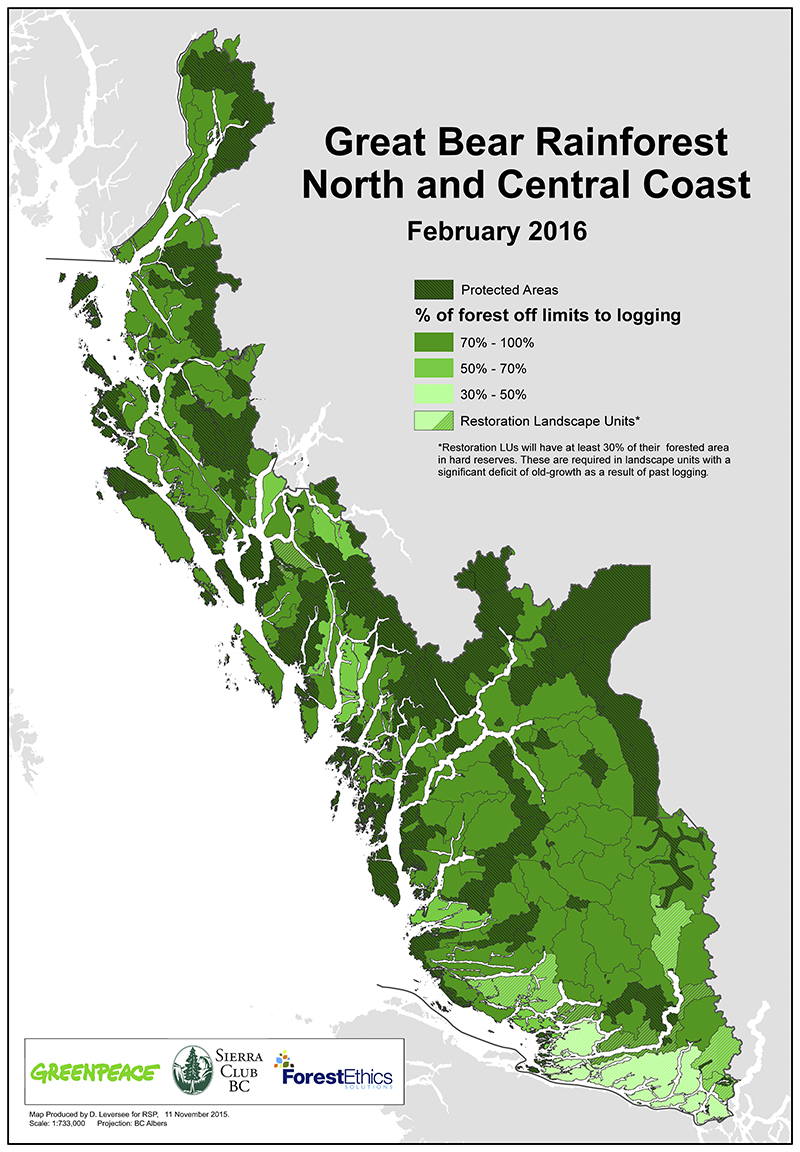 Great Bear Rainforest
North and Central Coast
February 2016
Protected Areas
% of forest off limits to logging
70% - 100%
50% - 70%
30% - 50%
Restoration Landscape Units*
*Restoration LUs will have at least 30% of their forested area
in hard reserves. These are required in landscape units with a
significant deficit of old-growth as a result of past logging.
GREENPEACE
SIERRA
CLUB
BC
ForestEthics
SOLUTIONS
Map Produced by D. Leversee for RSP, 11 November 2015.
Scale: 1:733,000 Projection: BC Albers